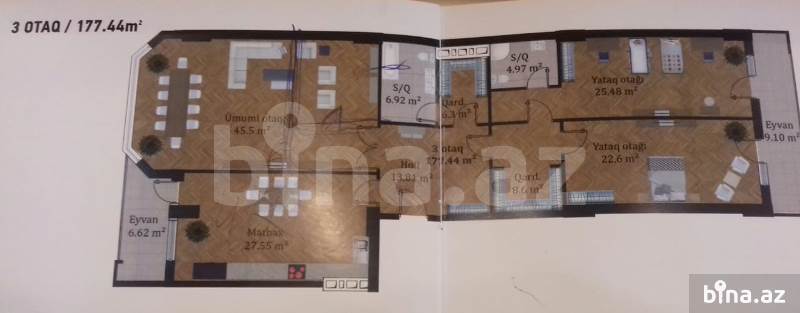 3 OTAQ / 177.44m²
Ümumi otaq
45.5 m²
S/Q
6.92 m²
Qard.
6.3 m²
S/Q
4.97 m²
Yataq otağı
25.48 m²
Eyvan
9.10 m²
3 otaq
177.44 m²
Holl
13.81 m²
Qard.
8.6 m²
Yataq otağı
22.6 m²
Eyvan
6.62 m²
Mətbəx
27.55 m²
bina.az
bina.az